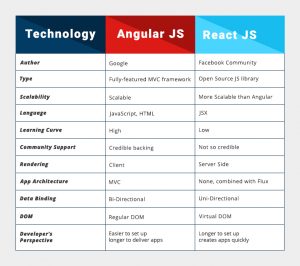 Technology Angular JS React JS
Author Google Facebook Community
Type Fully-featured MVC framework Open Source JS library
Scalability Scalable More Scalable than Angular
Language JavaScript, HTML JSX
Learning Curve High Low
Community Support Credible backing Not so credible
Rendering Client Server Side
App Architecture MVC None, combined with Flux
Data Binding Bi-Directional Uni-Directional
DOM Regular DOM Virtual DOM
Developer's Easier to set up Longer to set up
Perspective longer to deliver apps creates apps quickly